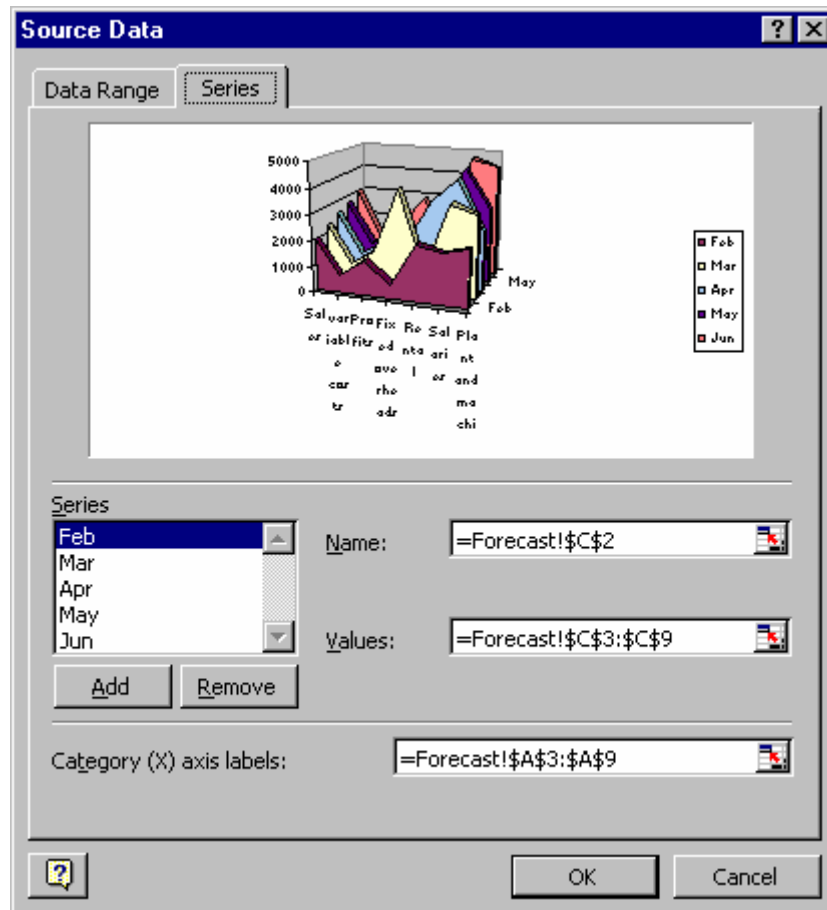 Source Data
Data Range Series
5000
4000
3000
2000
1000
0
May
Feb
Feb
Mar
Apr
May
Jun
Series
Feb
Mar
Apr
May
Jun
Name: =Forecast!$C$2
Values: =Forecast!$C$3:$C$9
Add Remove
Category (X) axis labels: =Forecast!$A$3:$A$9
OK Cancel